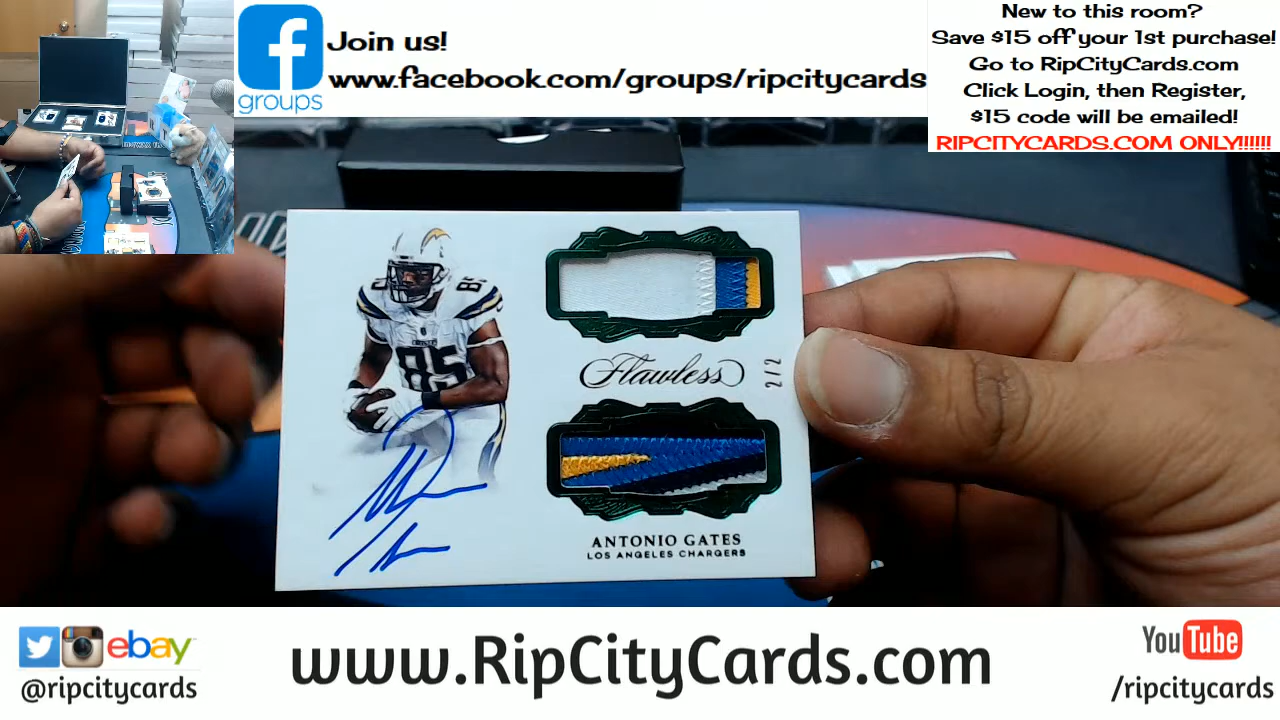 Join us!
www.facebook.com/groups/ripcitycards
groups
New to this room?
Save $15 off your 1st purchase!
Go to RipCityCards.com
Click Login, then Register,
$15 code will be emailed!
RIPCITYCARDS.COM ONLY!!!!!!
85
85
Flawless
2/2
ANTONIO GATES
LOS ANGELES CHARGERS
ebay
@ripcitycards
www.RipCityCards.com
YouTube
/ripcitycards